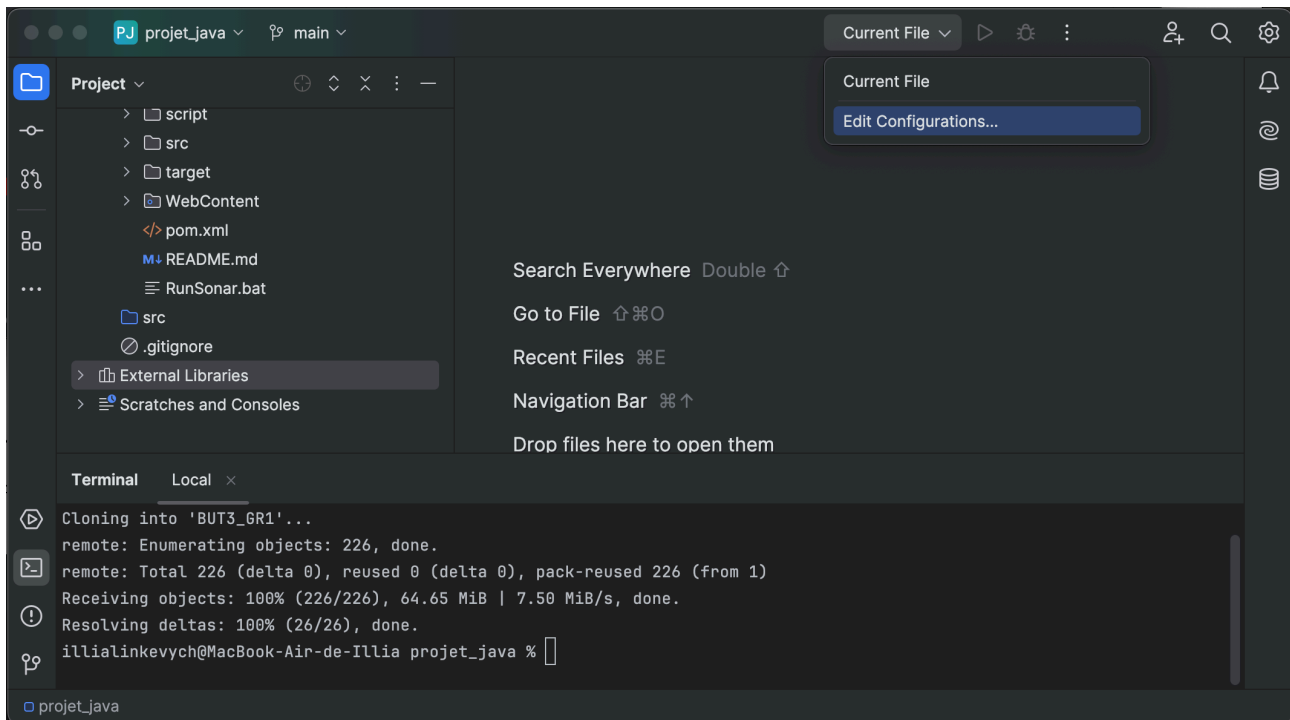 PJ projet_java main Current File
Project
Current File
Edit Configurations...
script
src
target
WebContent
</> pom.xml
M↓ README.md
RunSonar.bat
src
.gitignore
External Libraries
Scratches and Consoles
Search Everywhere Double ⇧
Go to File ⇧⌘O
Recent Files ⌘E
Navigation Bar ⌘↑
Drop files here to open them
Terminal Local
Cloning into 'BUT3_GR1'...
remote: Enumerating objects: 226, done.
remote: Total 226 (delta 0), reused 0 (delta 0), pack-reused 226 (from 1)
Receiving objects: 100% (226/226), 64.65 MiB | 7.50 MiB/s, done.
Resolving deltas: 100% (26/26), done.
illialinkevych@MacBook-Air-de-Illia projet_java %
projet_java